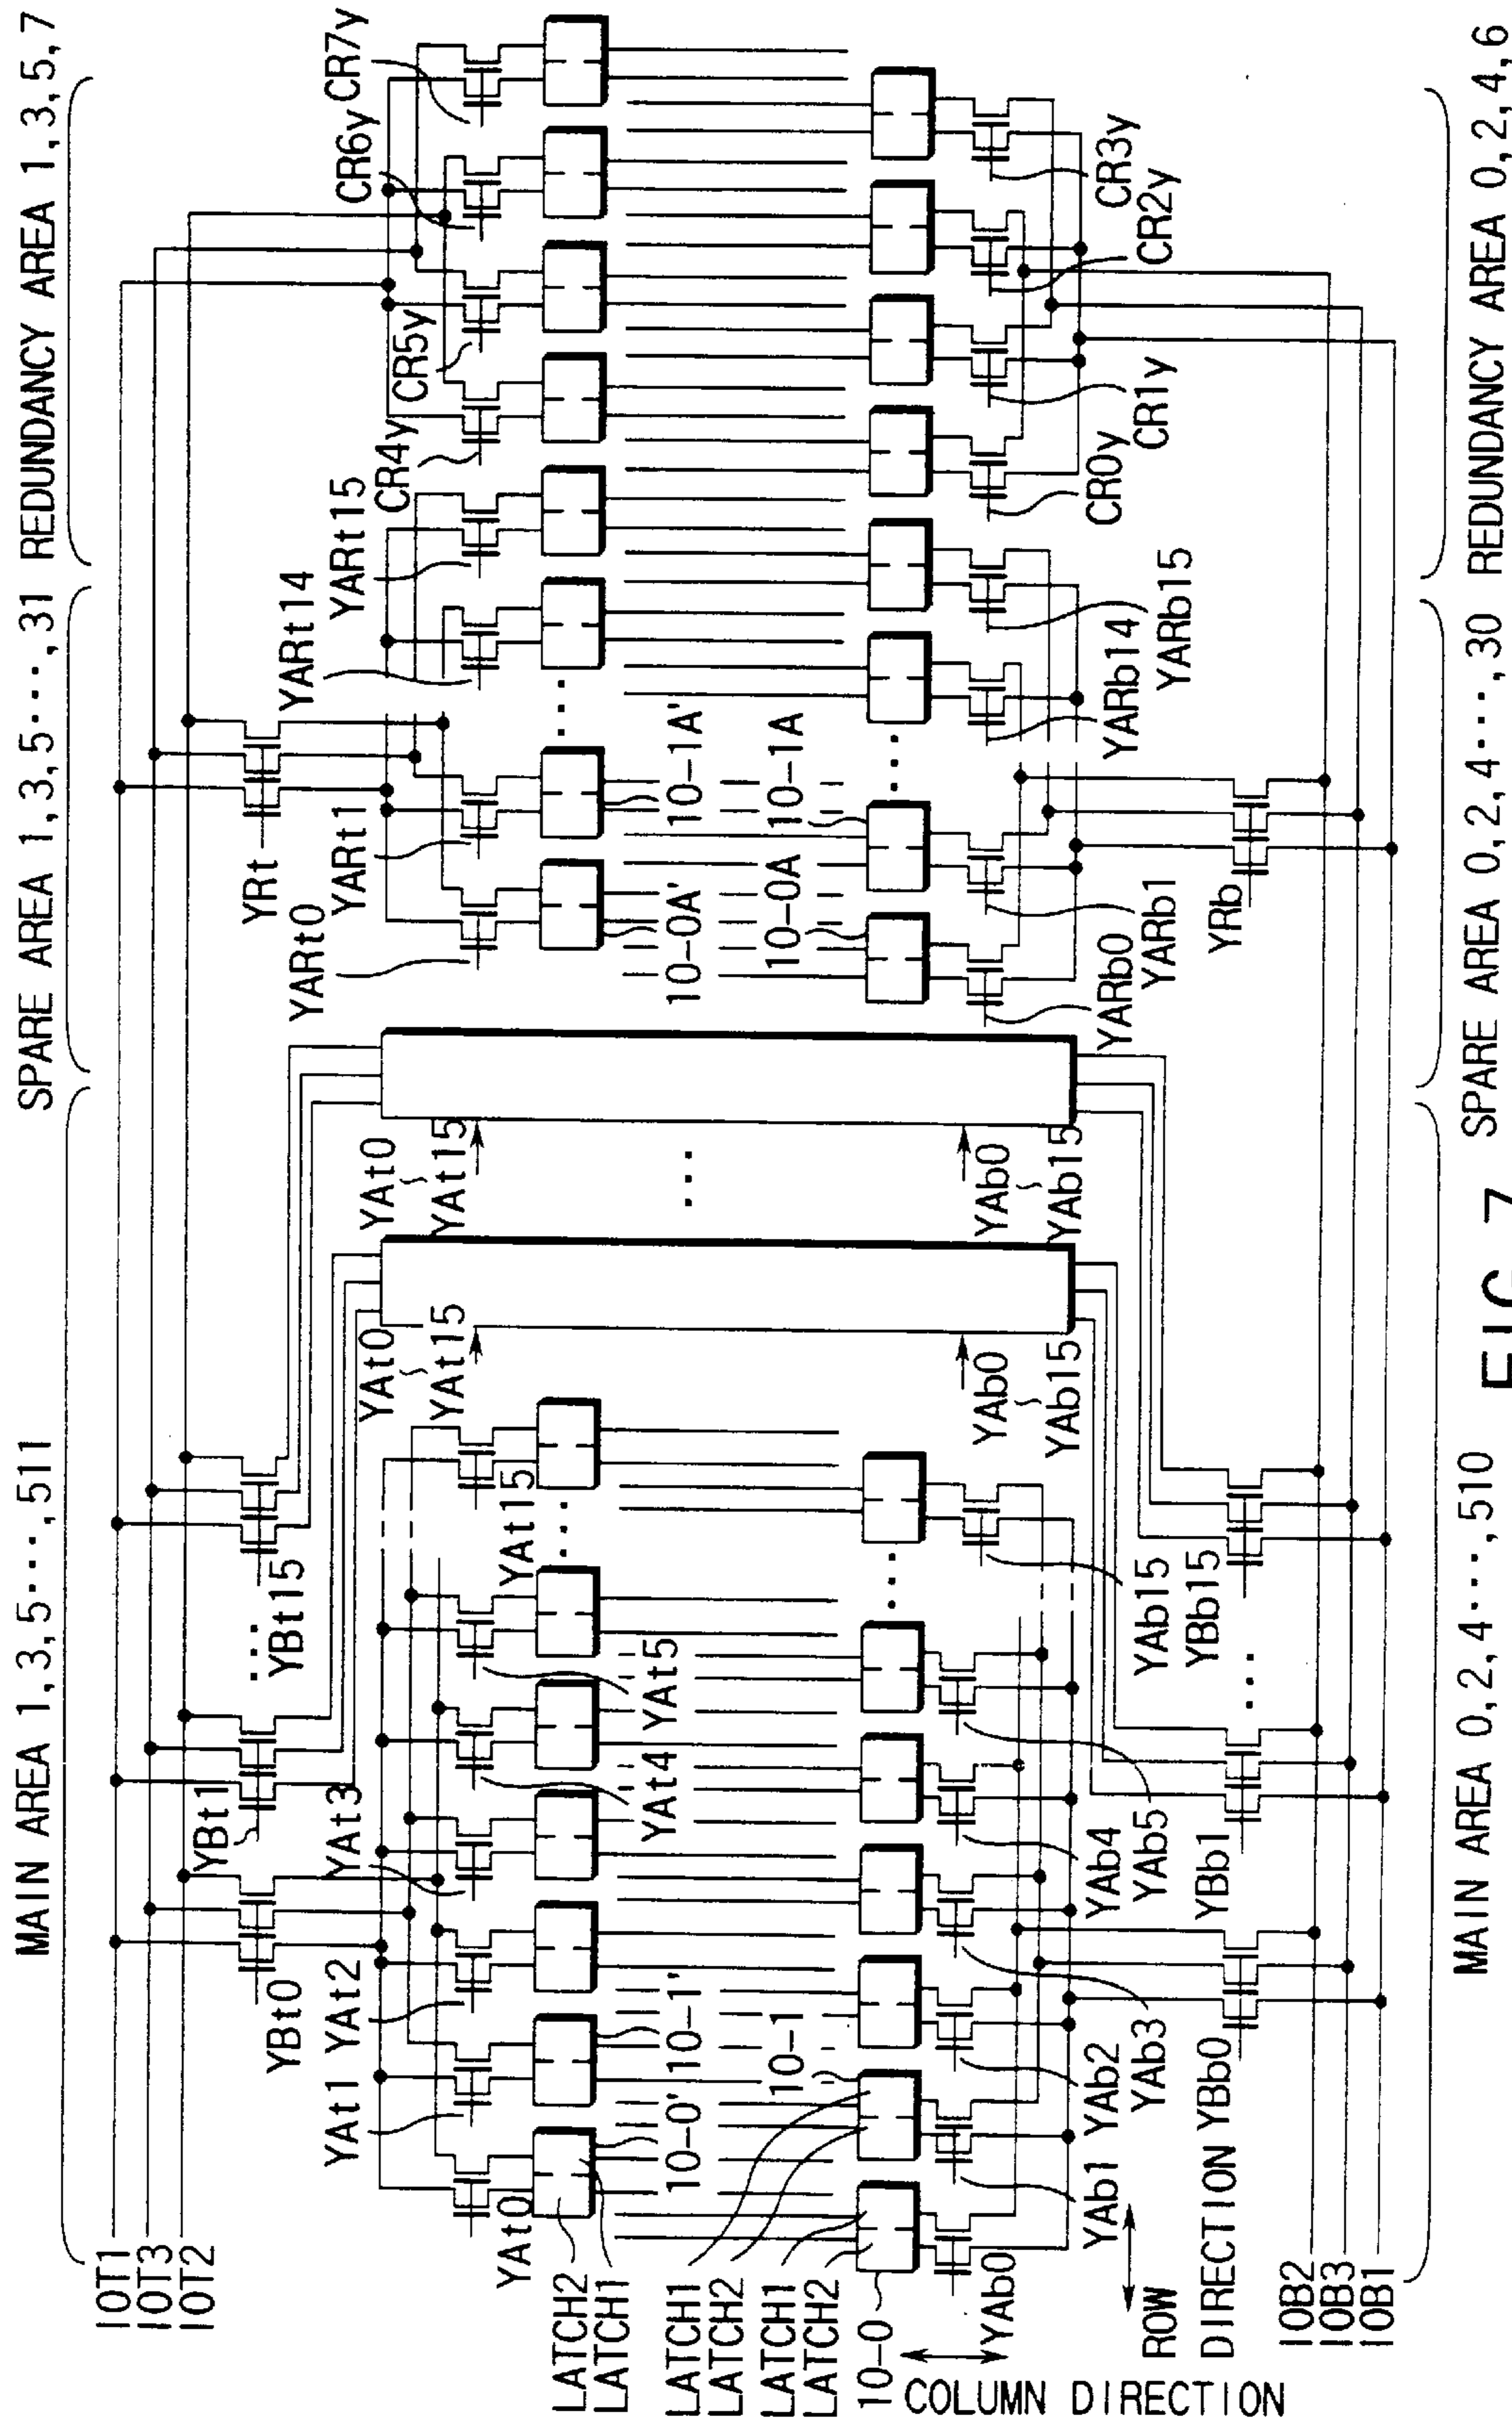 MAIN AREA 1,3,5···,511
SPARE AREA 1,3,5···,31
REDUNDANCY AREA 1,3,5,7
IOT1
IOT3
IOT2
YBt0
YBt1
···
YBt15
YRt
YAt0
YAt1
YAt2
YAt3
YAt4
YAt5
YAt15
···
YAt0
~
YAt15
YAt0
~
YAt15
YARt0
YARt1
YARt14
YARt15
CR4y
CR5y
CR6y
CR7y
LATCH2
LATCH1
10-0'
10-1'
···
10-0A'
10-1A'
···
LATCH1
LATCH2
LATCH1
LATCH2
10-0
10-1
···
10-0A
10-1A
···
YAb0
YAb1
YAb2
YAb3
YAb4
YAb5
YAb15
YAb0
~
YAb15
YAb0
~
YAb15
YARb0
YARb1
YARb14
YARb15
CR0y
CR1y
CR2y
CR3y
COLUMN DIRECTION
ROW
DIRECTION
YBb0
YBb1
···
YBb15
YRb
IOB2
IOB3
IOB1
MAIN AREA 0,2,4···,510
SPARE AREA 0,2,4···,30
REDUNDANCY AREA 0,2,4,6
FIG. 7